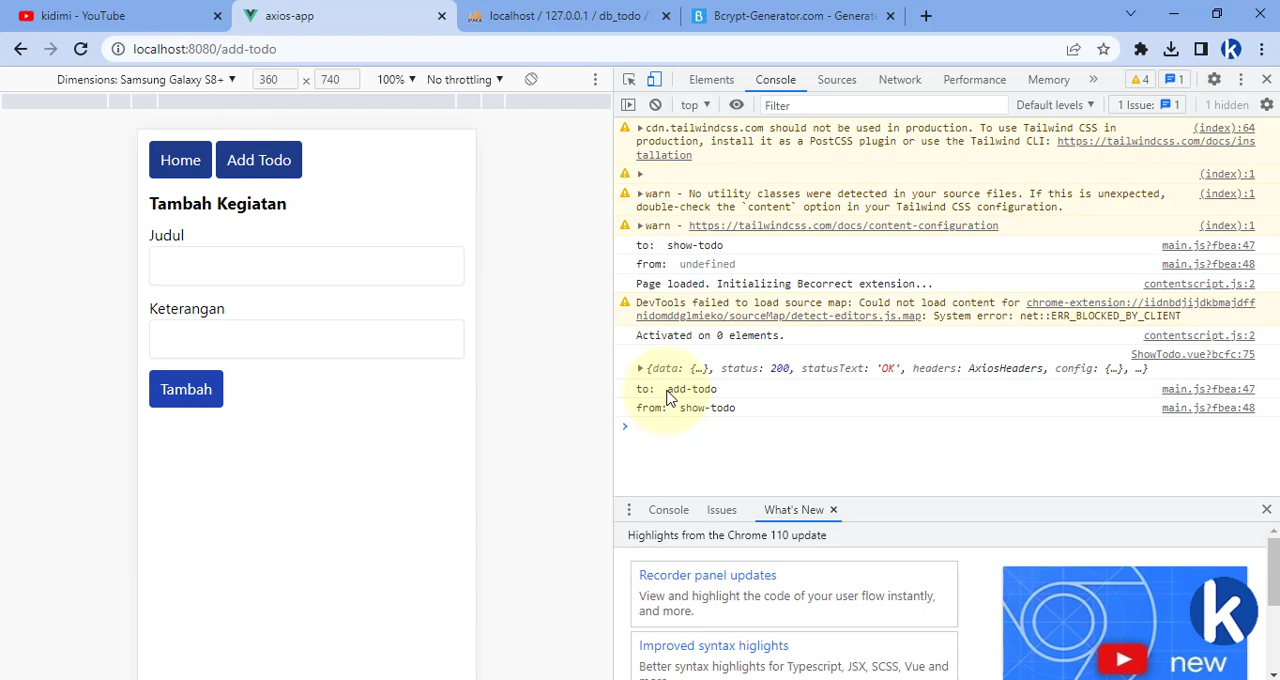 kidimi - YouTube
axios-app
localhost / 127.0.0.1 / db_todo /
Bcrypt-Generator.com - Generate
localhost:8080/add-todo
Dimensions: Samsung Galaxy S8+ 360 × 740 100% No throttling
Elements Console Sources Network Performance Memory 4 1
top Filter Default levels 1 Issue: 1 1 hidden
Home Add Todo
Tambah Kegiatan
Judul
Keterangan
Tambah
cdn.tailwindcss.com should not be used in production. To use Tailwind CSS in (index):64
production, install it as a PostCSS plugin or use the Tailwind CLI: https://tailwindcss.com/docs/ins
tallation
(index):1
warn - No utility classes were detected in your source files. If this is unexpected, (index):1
double-check the `content` option in your Tailwind CSS configuration.
warn - https://tailwindcss.com/docs/content-configuration (index):1
to: show-todo main.js?fbea:47
from: undefined main.js?fbea:48
Page loaded. Initializing Becorrect extension... contentscript.js:2
DevTools failed to load source map: Could not load content for chrome-extension://iidnbdjijdkbmajdff
nidomddglmieko/sourceMap/detect-editors.js.map: System error: net::ERR_BLOCKED_BY_CLIENT
Activated on 0 elements. contentscript.js:2
ShowTodo.vue?bcfc:75
{data: {…}, status: 200, statusText: 'OK', headers: AxiosHeaders, config: {…}, …}
to: add-todo main.js?fbea:47
from: show-todo main.js?fbea:48
Console Issues What's New
Highlights from the Chrome 110 update
Recorder panel updates
View and highlight the code of your user flow instantly,
and more.
Improved syntax higlights
Better syntax highlights for Typescript, JSX, SCSS, Vue and
new